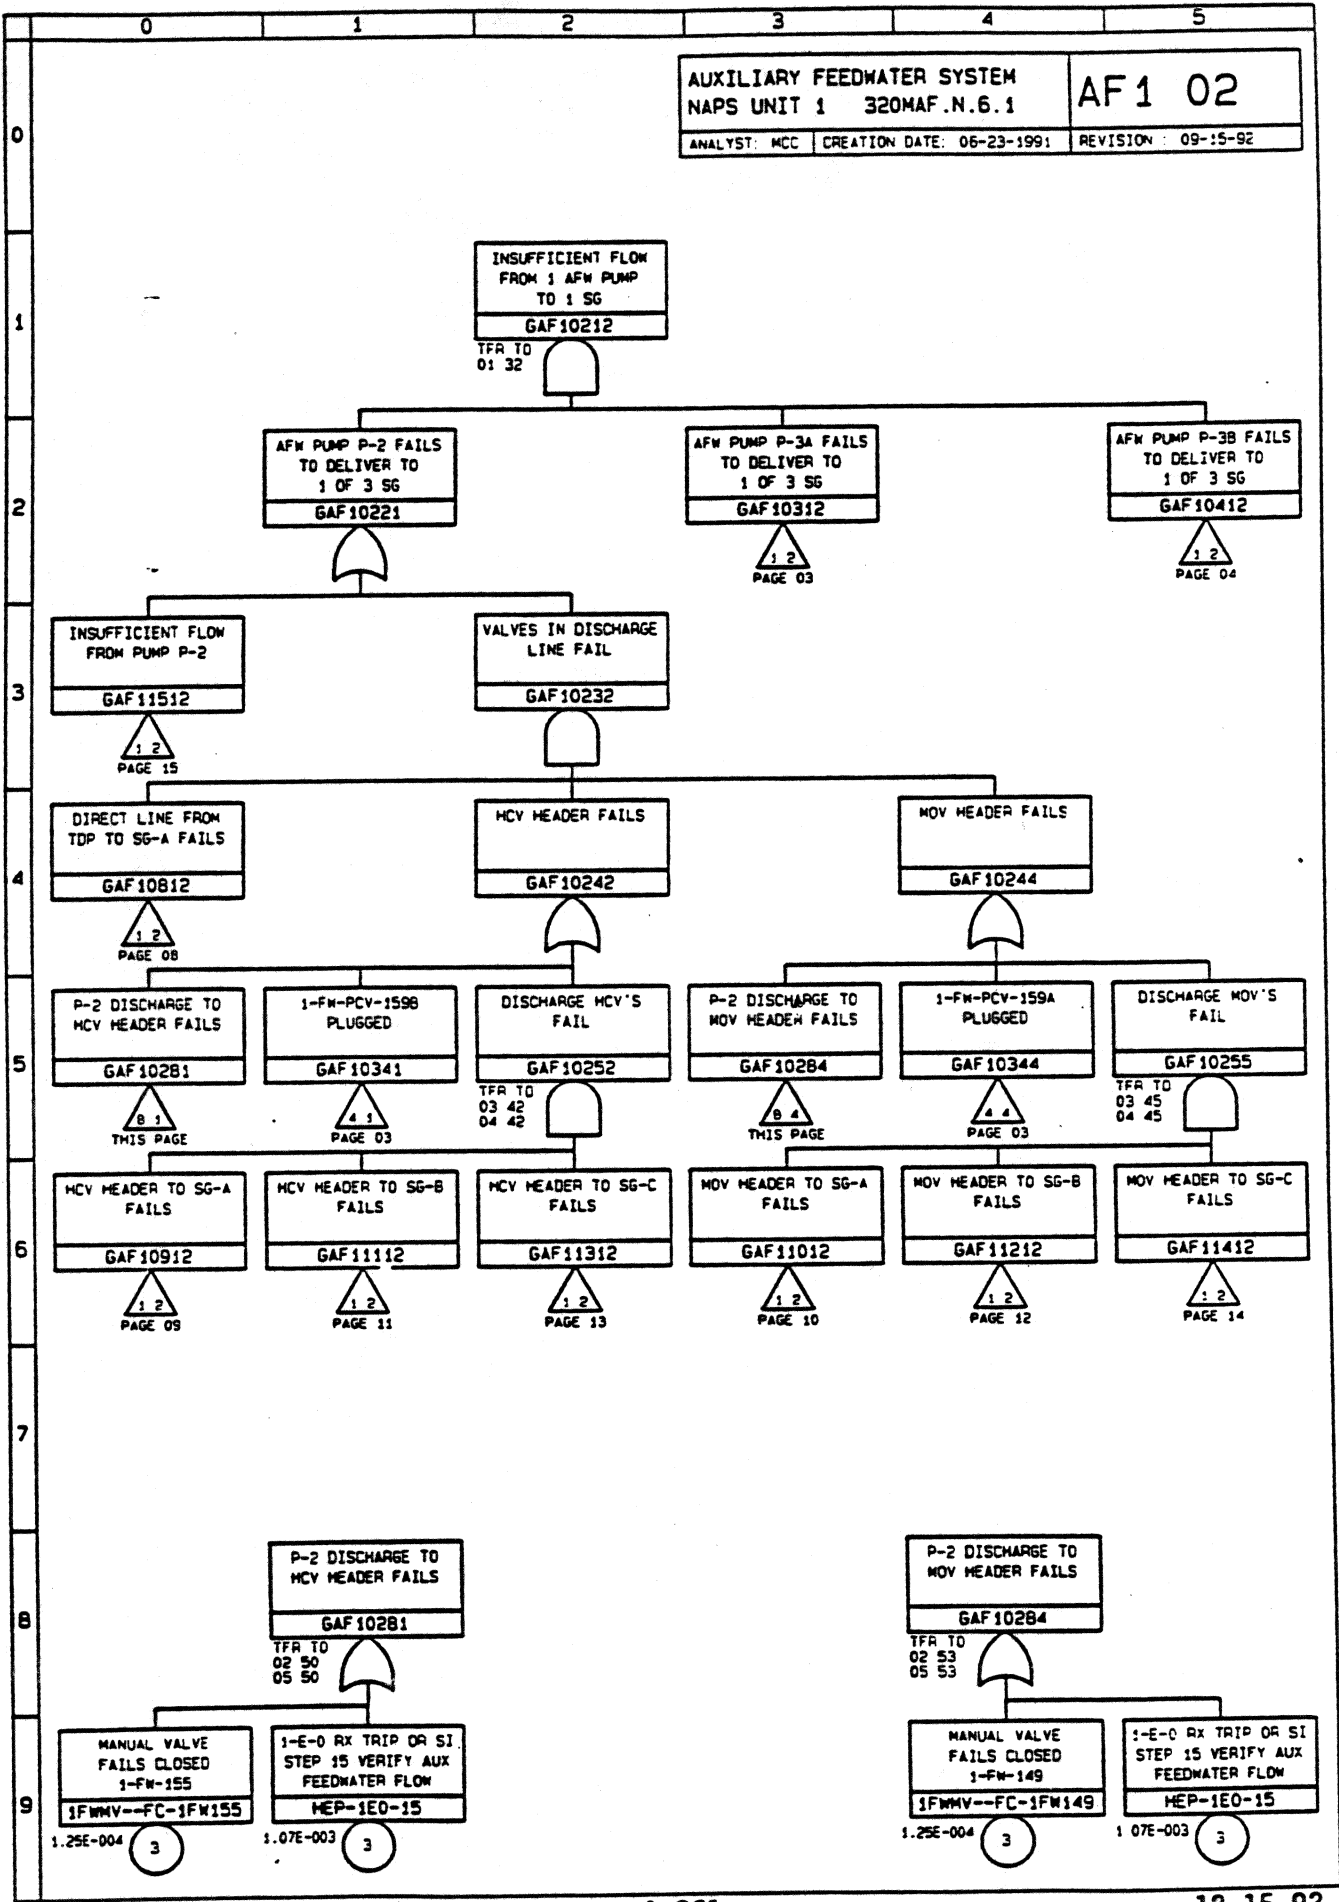 0 1 2 3 4 5
AUXILIARY FEEDWATER SYSTEM
NAPS UNIT 1 320MAF.N.6.1
AF1 02
ANALYST: MCC CREATION DATE: 06-23-1991 REVISION : 09-15-92
0
INSUFFICIENT FLOW
FROM 1 AFW PUMP
TO 1 SG
GAF10212
TFR TO
01 32
1
AFW PUMP P-2 FAILS
TO DELIVER TO
1 OF 3 SG
GAF10221
AFW PUMP P-3A FAILS
TO DELIVER TO
1 OF 3 SG
GAF10312
1 2
PAGE 03
AFW PUMP P-3B FAILS
TO DELIVER TO
1 OF 3 SG
GAF10412
1 2
PAGE 04
2
INSUFFICIENT FLOW
FROM PUMP P-2
GAF11512
1 2
PAGE 15
VALVES IN DISCHARGE
LINE FAIL
GAF10232
3
DIRECT LINE FROM
TDP TO SG-A FAILS
GAF10812
1 2
PAGE 08
HCV HEADER FAILS
GAF10242
MOV HEADER FAILS
GAF10244
4
P-2 DISCHARGE TO
HCV HEADER FAILS
GAF10281
8 1
THIS PAGE
1-FW-PCV-159B
PLUGGED
GAF10341
4 1
PAGE 03
DISCHARGE HCV'S
FAIL
GAF10252
TFR TO
03 42
04 42
P-2 DISCHARGE TO
MOV HEADER FAILS
GAF10284
8 4
THIS PAGE
1-FW-PCV-159A
PLUGGED
GAF10344
4 4
PAGE 03
DISCHARGE MOV'S
FAIL
GAF10255
TFR TO
03 45
04 45
5
HCV HEADER TO SG-A
FAILS
GAF10912
1 2
PAGE 09
HCV HEADER TO SG-B
FAILS
GAF11112
1 2
PAGE 11
HCV HEADER TO SG-C
FAILS
GAF11312
1 2
PAGE 13
MOV HEADER TO SG-A
FAILS
GAF11012
1 2
PAGE 10
MOV HEADER TO SG-B
FAILS
GAF11212
1 2
PAGE 12
MOV HEADER TO SG-C
FAILS
GAF11412
1 2
PAGE 14
6
7
P-2 DISCHARGE TO
HCV HEADER FAILS
GAF10281
TFR TO
02 50
05 50
P-2 DISCHARGE TO
MOV HEADER FAILS
GAF10284
TFR TO
02 53
05 53
8
MANUAL VALVE
FAILS CLOSED
1-FW-155
1FWMV--FC-1FW155
1.25E-004
3
1-E-0 RX TRIP OR SI
STEP 15 VERIFY AUX
FEEDWATER FLOW
HEP-1E0-15
1.07E-003
3
MANUAL VALVE
FAILS CLOSED
1-FW-149
1FWMV--FC-1FW149
1.25E-004
3
1-E-0 RX TRIP OR SI
STEP 15 VERIFY AUX
FEEDWATER FLOW
HEP-1E0-15
1 07E-003
3
9